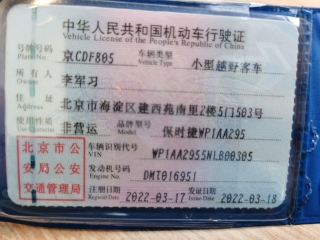 中华人民共和国机动车行驶证
Vehicle License of the People's Republic of China
号牌号码 京CDF805 车辆类型 小型越野客车
Plate No. Vehicle Type
所有人 李军习
Owner
住址 北京市海淀区建西苑南里2楼5门503号
Address
使用性质 非营运 品牌型号 保时捷WP1AA295
Use Character Model
北京市公安局公安交通管理局
车辆识别代号 WP1AA2955NLB00305
VIN
发动机号码 DMT016951
Engine No.
注册日期 2022-03-17 发证日期 2022-03-18
Register Date Issue Date